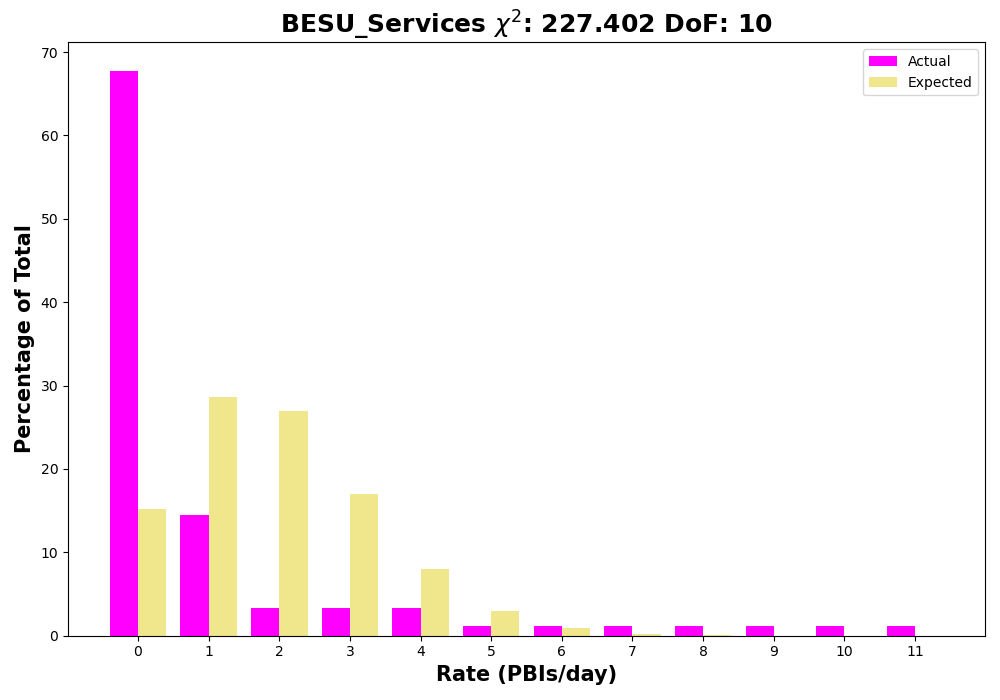 BESU_Services χ²: 227.402 DoF: 10
Actual
Expected
Percentage of Total
70
60
50
40
30
20
10
0
0 1 2 3 4 5 6 7 8 9 10 11
Rate (PBIs/day)